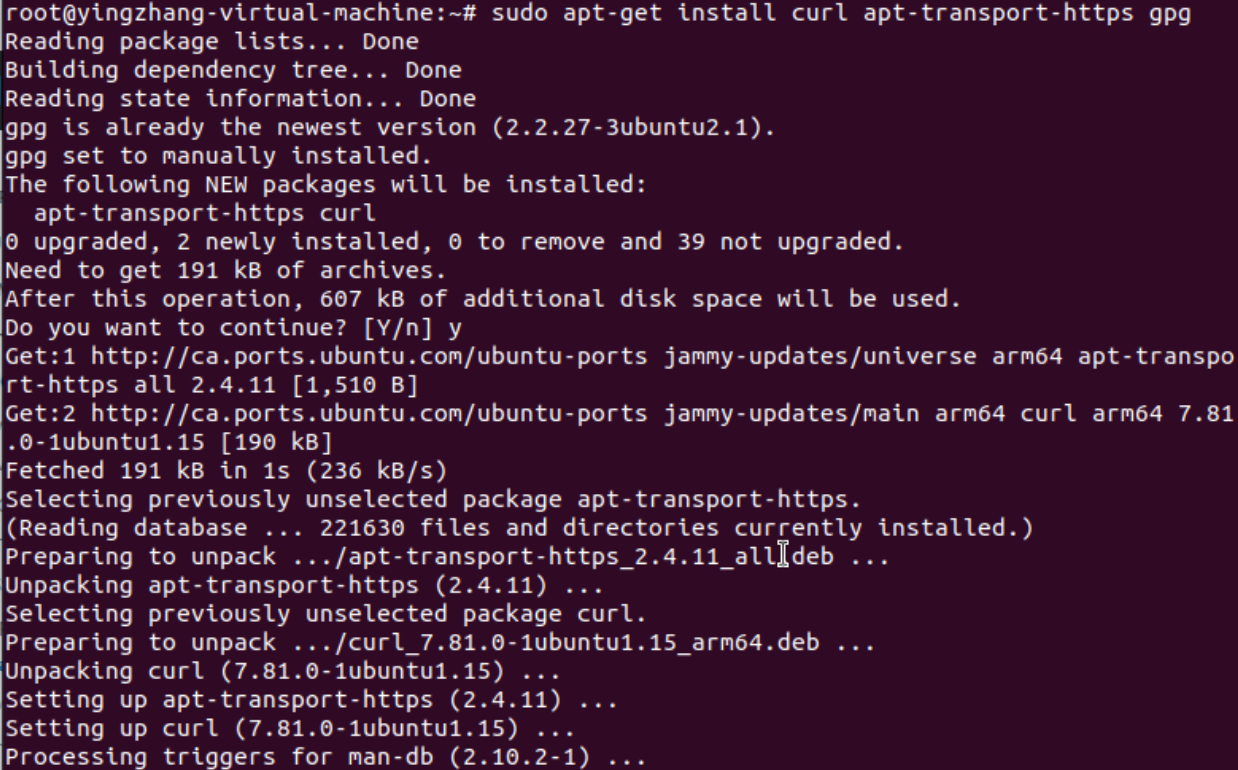 root@yingzhang-virtual-machine:~# sudo apt-get install curl apt-transport-https gpg
Reading package lists... Done
Building dependency tree... Done
Reading state information... Done
gpg is already the newest version (2.2.27-3ubuntu2.1).
gpg set to manually installed.
The following NEW packages will be installed:
  apt-transport-https curl
0 upgraded, 2 newly installed, 0 to remove and 39 not upgraded.
Need to get 191 kB of archives.
After this operation, 607 kB of additional disk space will be used.
Do you want to continue? [Y/n] y
Get:1 http://ca.ports.ubuntu.com/ubuntu-ports jammy-updates/universe arm64 apt-transpo
rt-https all 2.4.11 [1,510 B]
Get:2 http://ca.ports.ubuntu.com/ubuntu-ports jammy-updates/main arm64 curl arm64 7.81
.0-1ubuntu1.15 [190 kB]
Fetched 191 kB in 1s (236 kB/s)
Selecting previously unselected package apt-transport-https.
(Reading database ... 221630 files and directories currently installed.)
Preparing to unpack .../apt-transport-https_2.4.11_all.deb ...
Unpacking apt-transport-https (2.4.11) ...
Selecting previously unselected package curl.
Preparing to unpack .../curl_7.81.0-1ubuntu1.15_arm64.deb ...
Unpacking curl (7.81.0-1ubuntu1.15) ...
Setting up apt-transport-https (2.4.11) ...
Setting up curl (7.81.0-1ubuntu1.15) ...
Processing triggers for man-db (2.10.2-1) ...